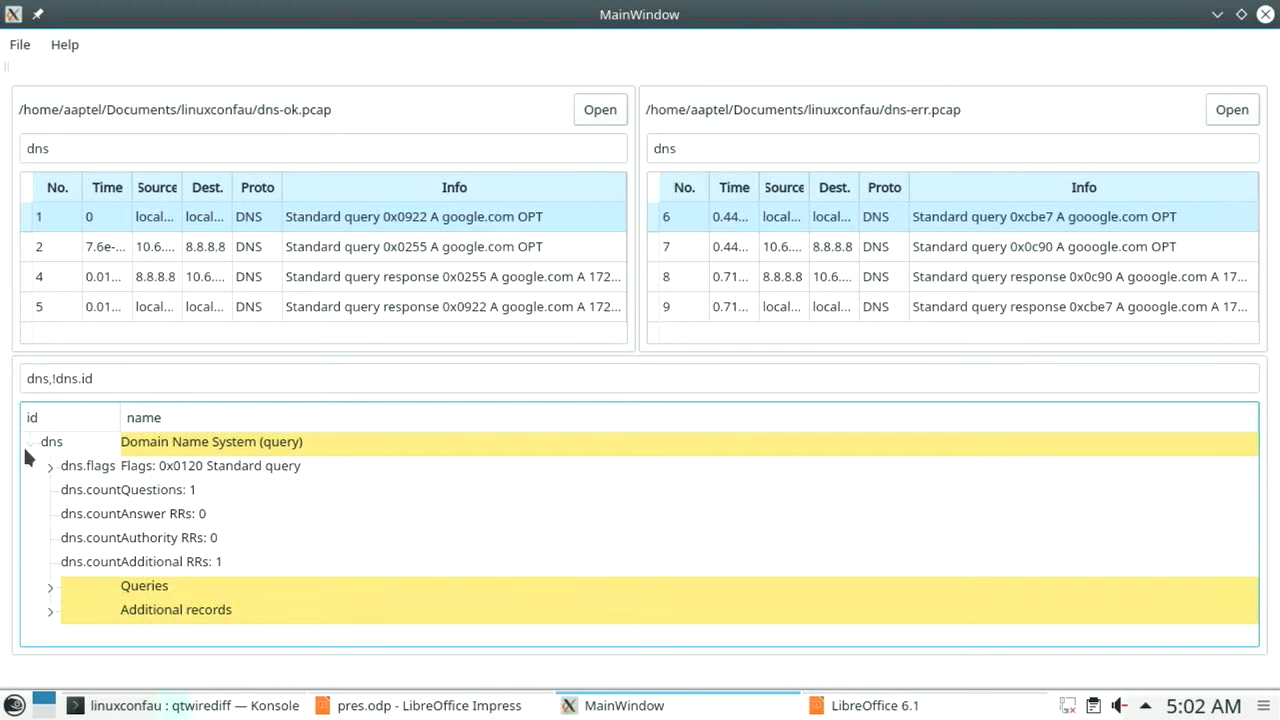 MainWindow
File Help
/home/aaptel/Documents/linuxconfau/dns-ok.pcap Open
dns
No. Time Source Dest. Proto Info
1 0 local... local... DNS Standard query 0x0922 A google.com OPT
2 7.6e-... 10.6.... 8.8.8.8 DNS Standard query 0x0255 A google.com OPT
4 0.01... 8.8.8.8 10.6.... DNS Standard query response 0x0255 A google.com A 172...
5 0.01... local... local... DNS Standard query response 0x0922 A google.com A 172...
/home/aaptel/Documents/linuxconfau/dns-err.pcap Open
dns
No. Time Source Dest. Proto Info
6 0.44... local... local... DNS Standard query 0xcbe7 A gooogle.com OPT
7 0.44... 10.6.... 8.8.8.8 DNS Standard query 0x0c90 A gooogle.com OPT
8 0.71... 8.8.8.8 10.6.... DNS Standard query response 0x0c90 A gooogle.com A 17...
9 0.71... local... local... DNS Standard query response 0xcbe7 A gooogle.com A 17...
dns,!dns.id
id name
dns Domain Name System (query)
dns.flags Flags: 0x0120 Standard query
dns.count Questions: 1
dns.count Answer RRs: 0
dns.count Authority RRs: 0
dns.count Additional RRs: 1
Queries
Additional records
linuxconfau : qtwirediff — Konsole pres.odp - LibreOffice Impress MainWindow LibreOffice 6.1 5:02 AM